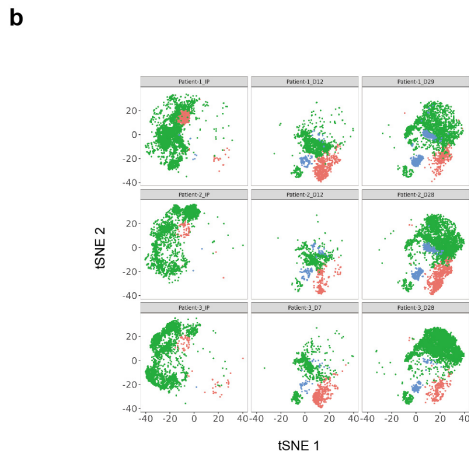 b
Patient-1_IP Patient-1_D12 Patient-1_D29
20
0
-20
-40
Patient-2_IP Patient-2_D12 Patient-2_D28
20
0
-20
-40
tSNE 2
Patient-3_IP Patient-3_D7 Patient-3_D28
20
0
-20
-40
-40 -20 0 20 40 -40 -20 0 20 40 -40 -20 0 20 40
tSNE 1